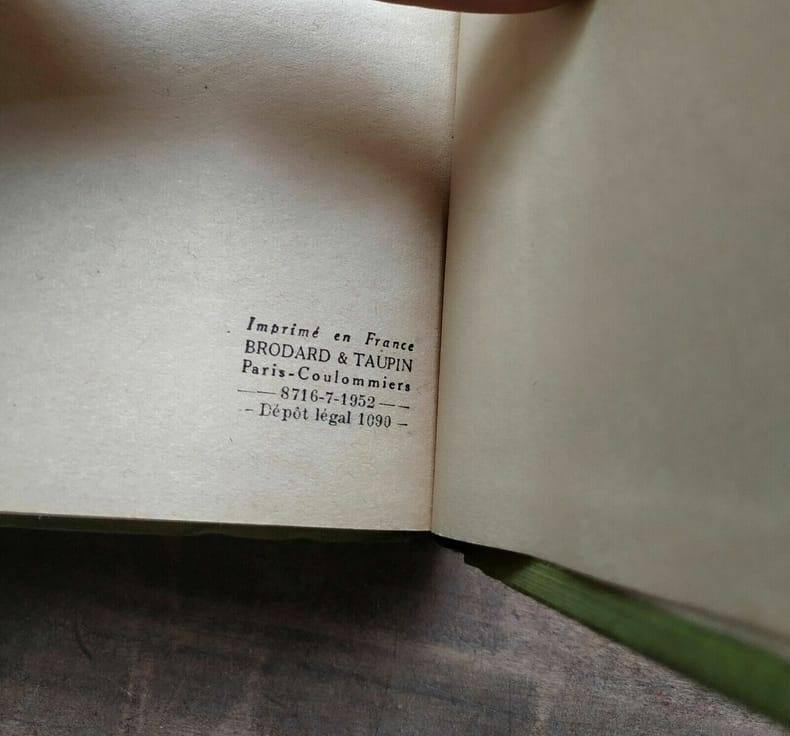 Imprimé en France
BRODARD & TAUPIN
Paris-Coulommiers
—— 8716-7-1952 ——
– Dépôt légal 1090 –